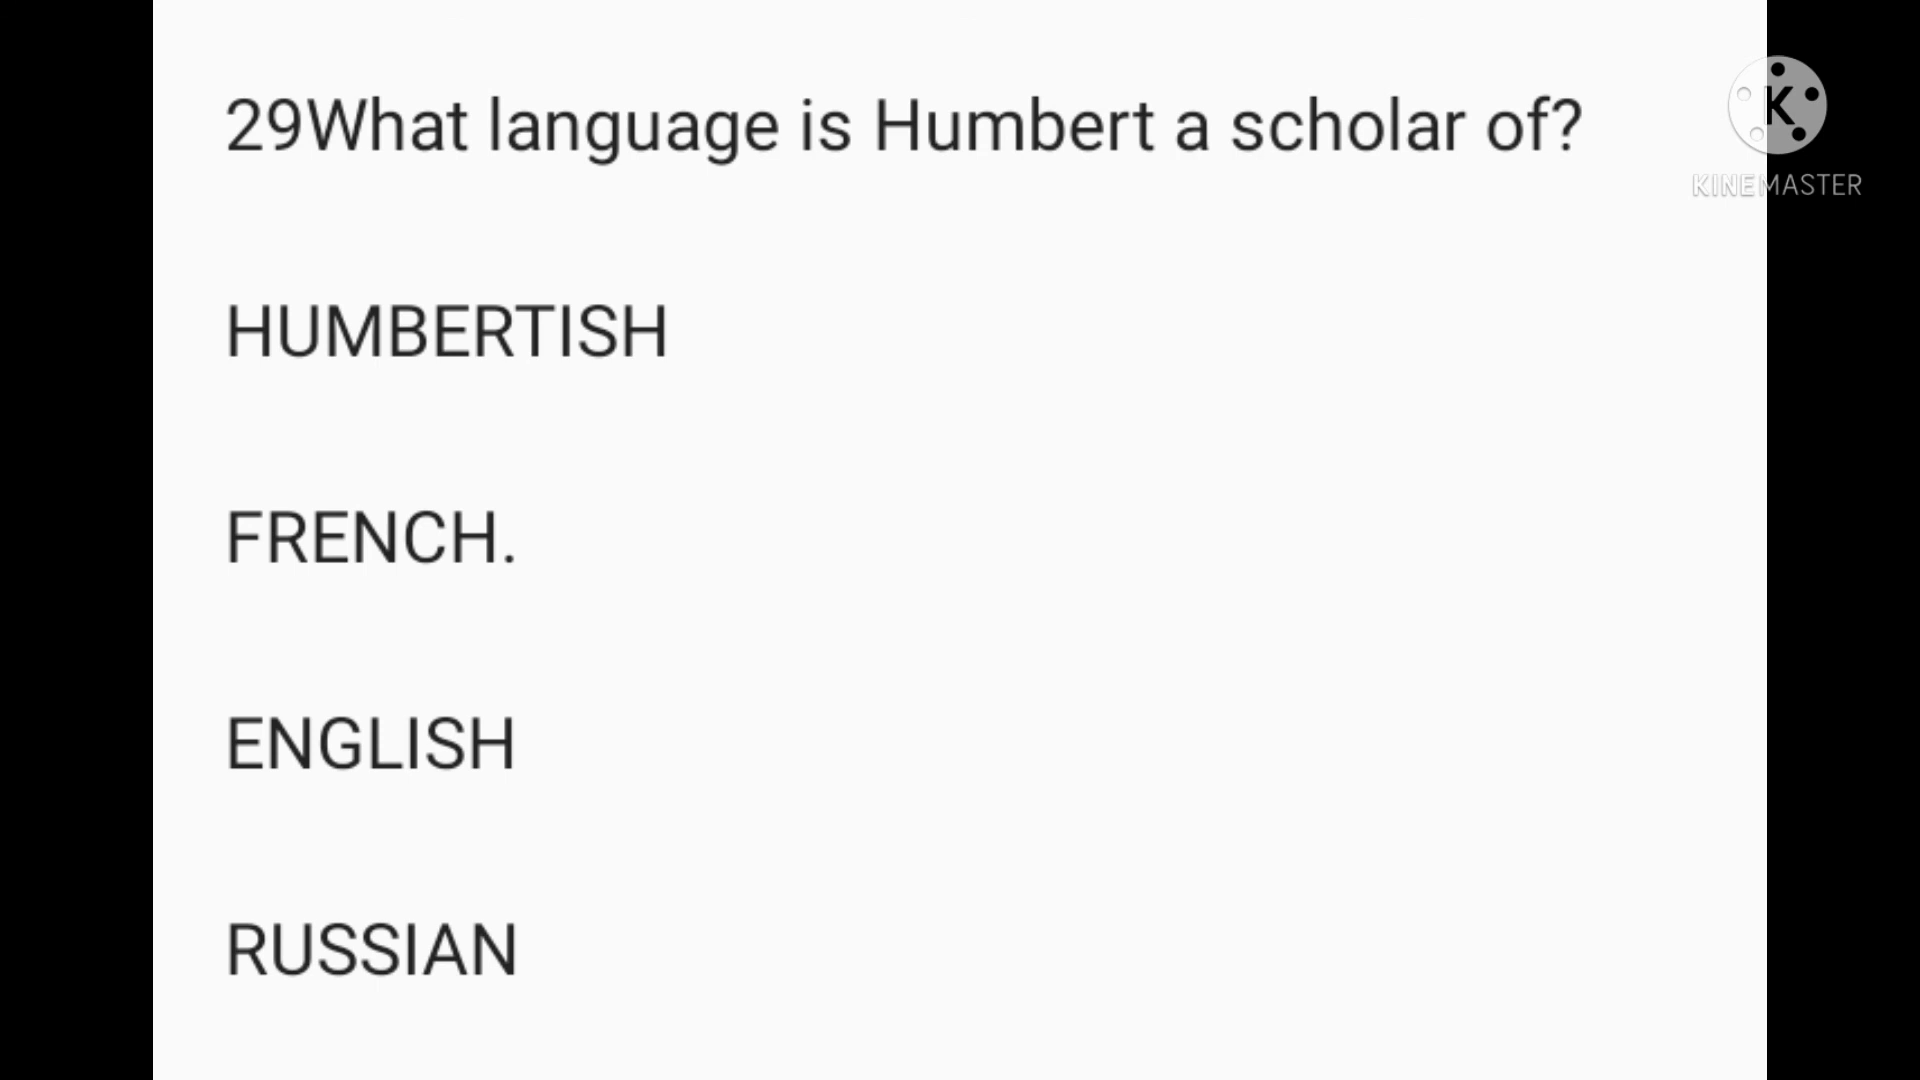 29What language is Humbert a scholar of?
K
KINEMASTER
HUMBERTISH
FRENCH.
ENGLISH
RUSSIAN